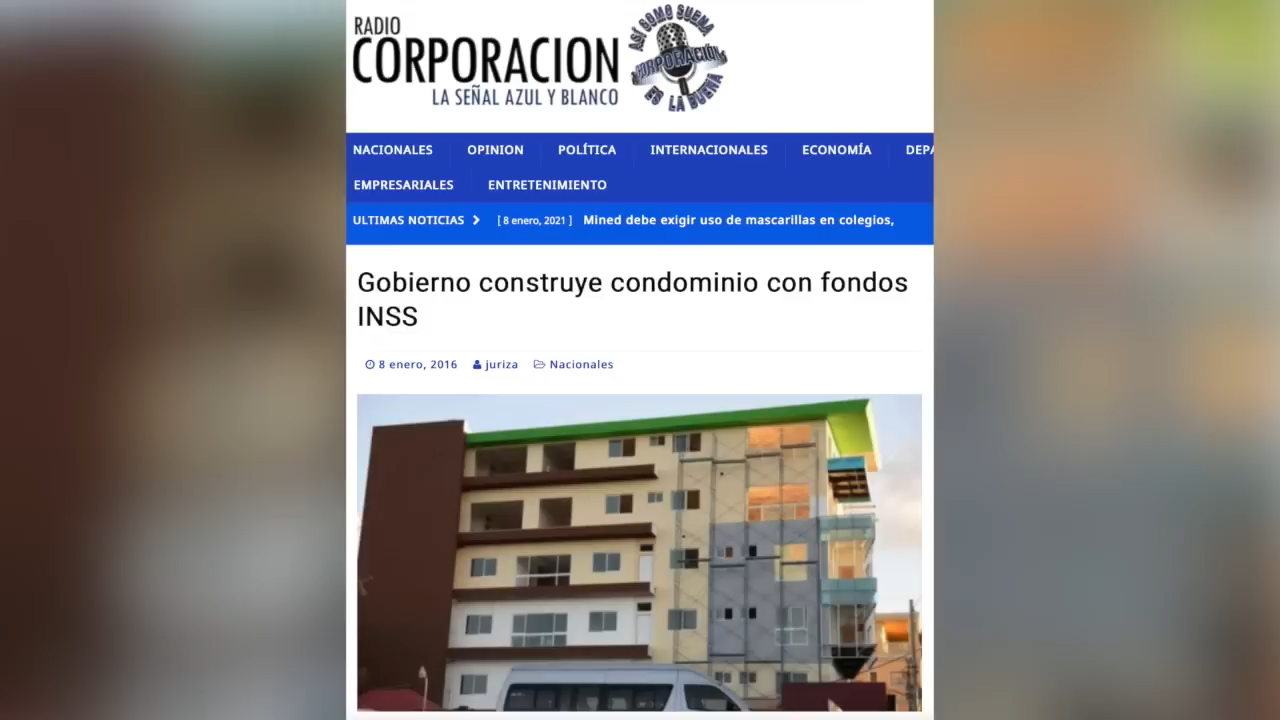 RADIO
CORPORACION
LA SEÑAL AZUL Y BLANCO
ASÍ COMO SUENA
CORPORACIÓN
ES LA BUENA
NACIONALES OPINION POLÍTICA INTERNACIONALES ECONOMÍA DEPA
EMPRESARIALES ENTRETENIMIENTO
ULTIMAS NOTICIAS [ 8 enero, 2021 ] Mined debe exigir uso de mascarillas en colegios,
Gobierno construye condominio con fondos
INSS
8 enero, 2016 juriza Nacionales